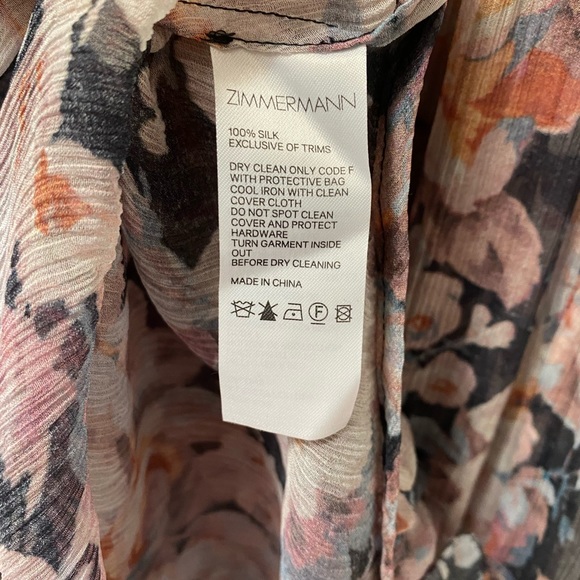 ZIMMERMANN
100% SILK
EXCLUSIVE OF TRIMS
DRY CLEAN ONLY CODE F
WITH PROTECTIVE BAG
COOL IRON WITH CLEAN
COVER CLOTH
DO NOT SPOT CLEAN
COVER AND PROTECT
HARDWARE
TURN GARMENT INSIDE
OUT
BEFORE DRY CLEANING
MADE IN CHINA
F